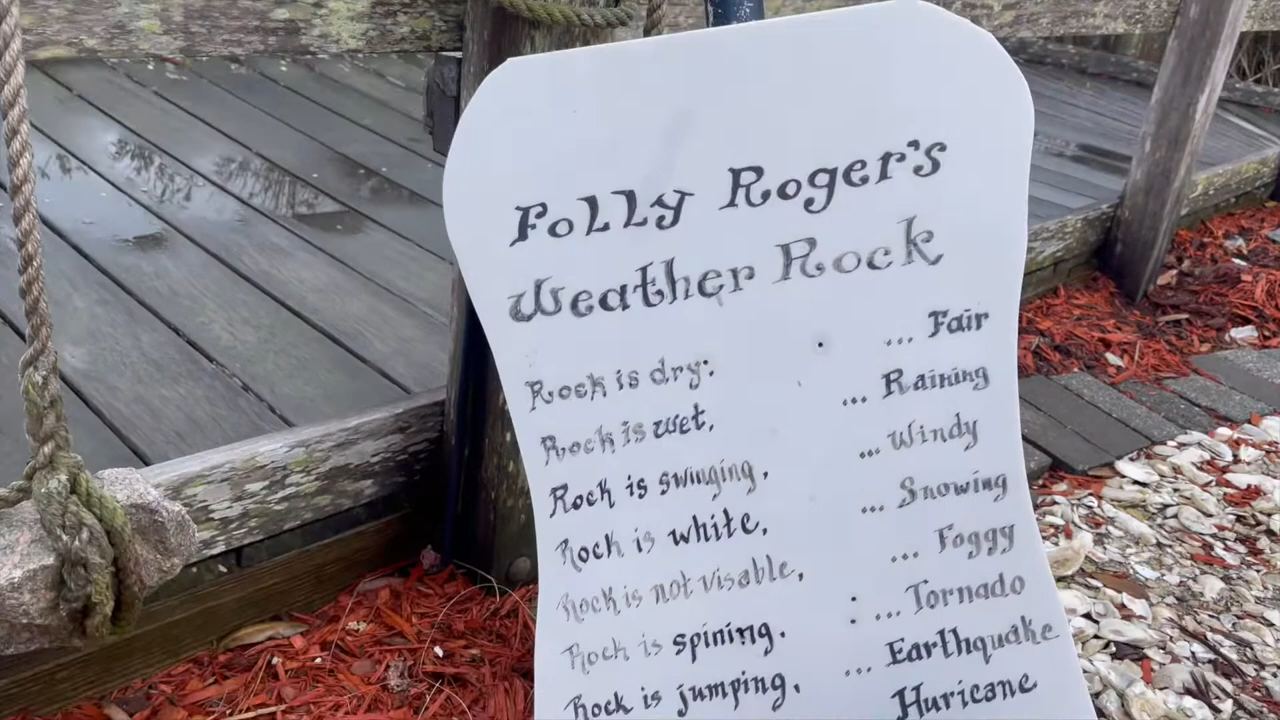 Folly Roger's
Weather Rock
Rock is dry: ... Fair
Rock is wet, ... Raining
Rock is swinging, ... Windy
Rock is white, ... Snowing
Rock is not visable, ... Foggy
Rock is spining. ... Tornado
Rock is jumping, ... Earthquake
Huricane